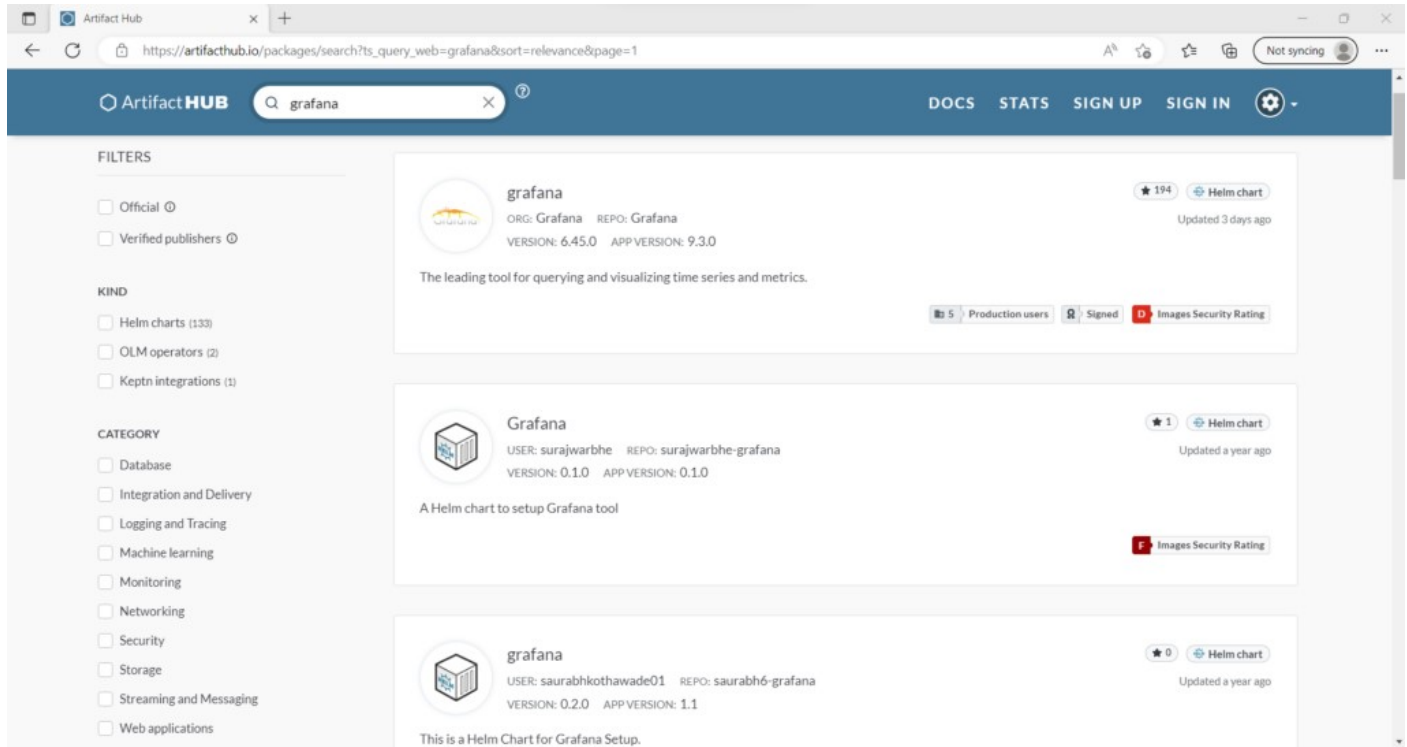 Artifact Hub
https://artifacthub.io/packages/search?ts_query_web=grafana&sort=relevance&page=1
Not syncing
Artifact HUB
grafana
DOCS STATS SIGN UP SIGN IN
FILTERS
Official
Verified publishers
KIND
Helm charts (133)
OLM operators (2)
Keptn integrations (1)
CATEGORY
Database
Integration and Delivery
Logging and Tracing
Machine learning
Monitoring
Networking
Security
Storage
Streaming and Messaging
Web applications
Grafana
grafana
194 Helm chart
ORG: Grafana REPO: Grafana
Updated 3 days ago
VERSION: 6.45.0 APP VERSION: 9.3.0
The leading tool for querying and visualizing time series and metrics.
5 Production users Signed D Images Security Rating
Grafana
1 Helm chart
USER: surajwarbhe REPO: surajwarbhe-grafana
Updated a year ago
VERSION: 0.1.0 APP VERSION: 0.1.0
A Helm chart to setup Grafana tool
F Images Security Rating
grafana
0 Helm chart
USER: saurabhkothawade01 REPO: saurabh6-grafana
Updated a year ago
VERSION: 0.2.0 APP VERSION: 1.1
This is a Helm Chart for Grafana Setup.